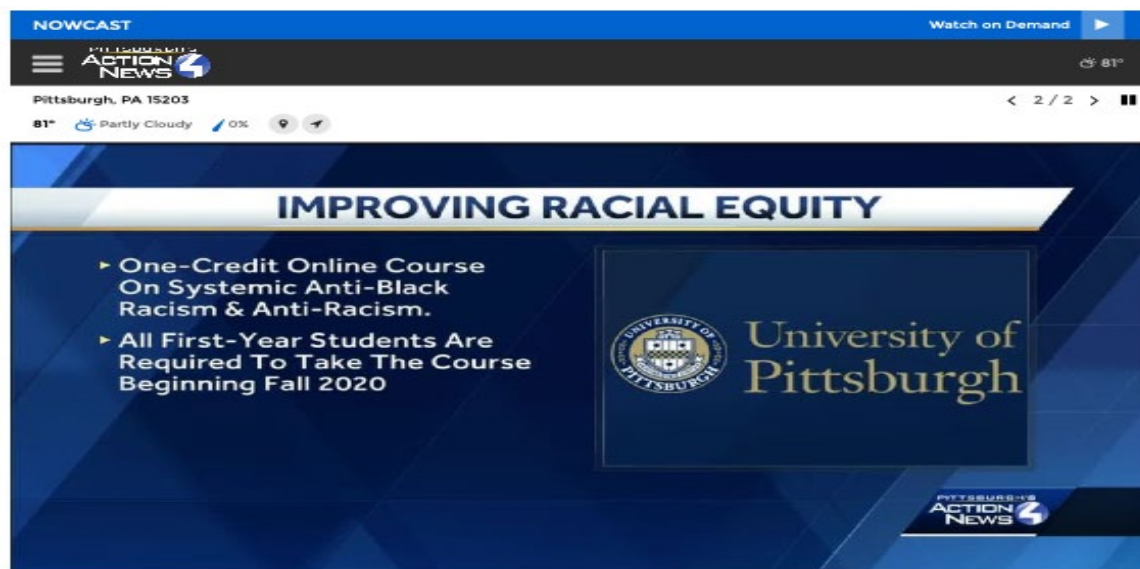 NOWCAST
Watch on Demand
PITTSBURGH'S
ACTION
NEWS 4
81°
Pittsburgh, PA 15203
2 / 2
81° Partly Cloudy 0%
IMPROVING RACIAL EQUITY
One-Credit Online Course
On Systemic Anti-Black
Racism & Anti-Racism.
All First-Year Students Are
Required To Take The Course
Beginning Fall 2020
UNIVERSITY OF
PITTSBURGH
University of
Pittsburgh
PITTSBURGH'S
ACTION
NEWS 4